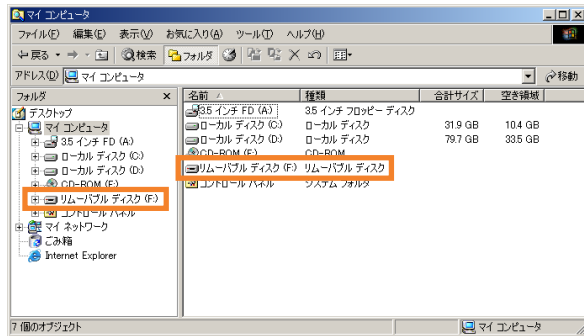 マイ コンピュータ
ファイル(F) 編集(E) 表示(V) お気に入り(A) ツール(T) ヘルプ(H)
戻る 検索 フォルダ
アドレス(D) マイ コンピュータ 移動
フォルダ
デスクトップ
マイ コンピュータ
3.5 インチ FD (A:)
ローカル ディスク (C:)
ローカル ディスク (D:)
CD-ROM (E:)
リムーバブル ディスク (F:)
コントロール パネル
マイ ネットワーク
ごみ箱
Internet Explorer
名前 種類 合計サイズ 空き領域
3.5 インチ FD (A:) 3.5 インチ フロッピー ディスク
ローカル ディスク (C:) ローカル ディスク 31.9 GB 10.4 GB
ローカル ディスク (D:) ローカル ディスク 79.7 GB 33.5 GB
CD-ROM (E:) CD-ROM
リムーバブル ディスク (F:) リムーバブル ディスク
コントロール パネル システム フォルダ
7 個のオブジェクト マイ コンピュータ